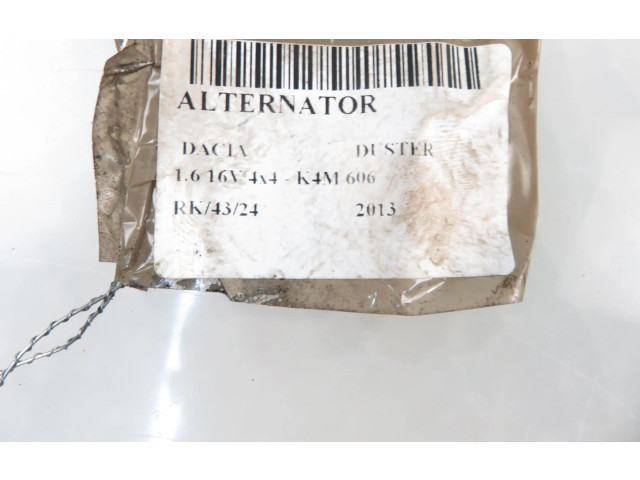 ALTERNATOR
DACIA DUSTER
1.6 16V 4x4 - K4M 606
RK/43/24 2013